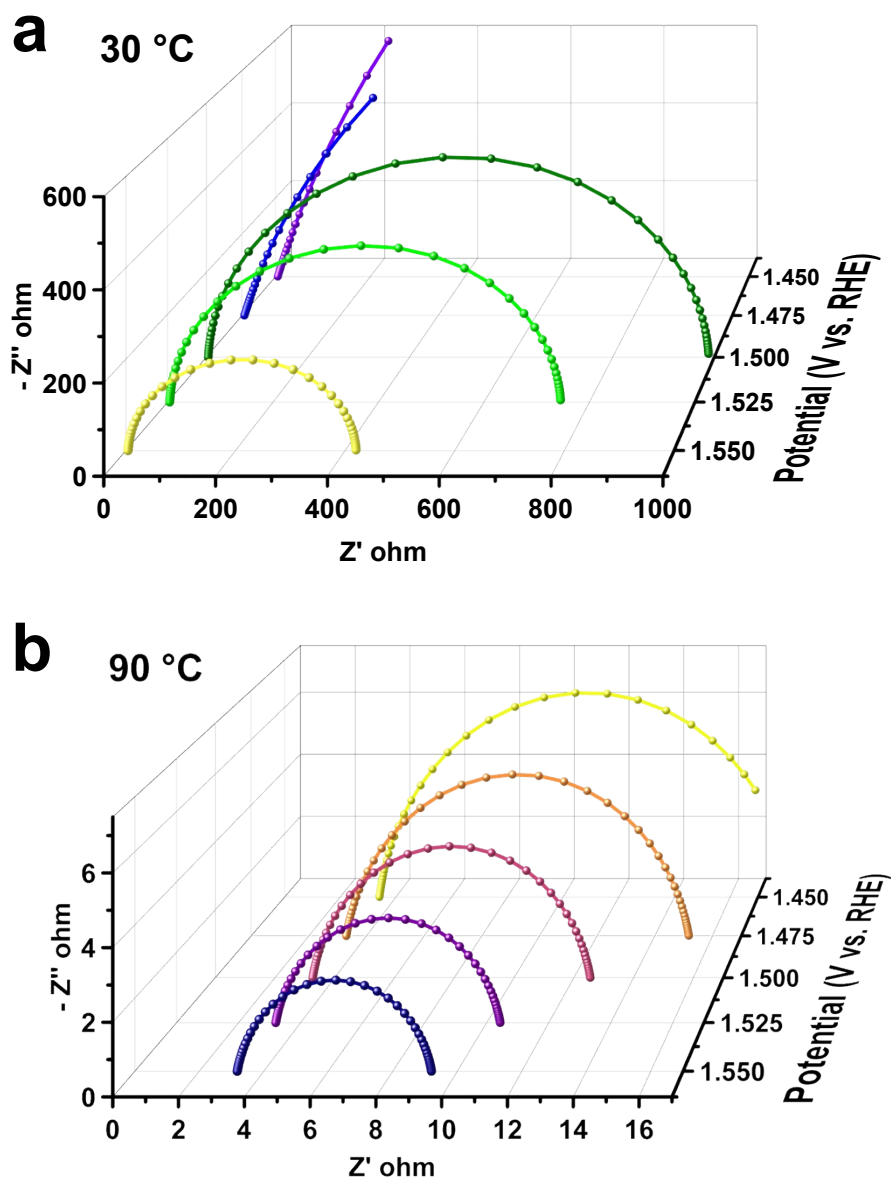 a
30 °C
600
400
200
0
- Z'' ohm
0 200 400 600 800 1000
Z' ohm
1.450
1.475
1.500
1.525
1.550
Potential (V vs. RHE)
b
90 °C
6
4
2
0
- Z'' ohm
0 2 4 6 8 10 12 14 16
Z' ohm
1.450
1.475
1.500
1.525
1.550
Potential (V vs. RHE)